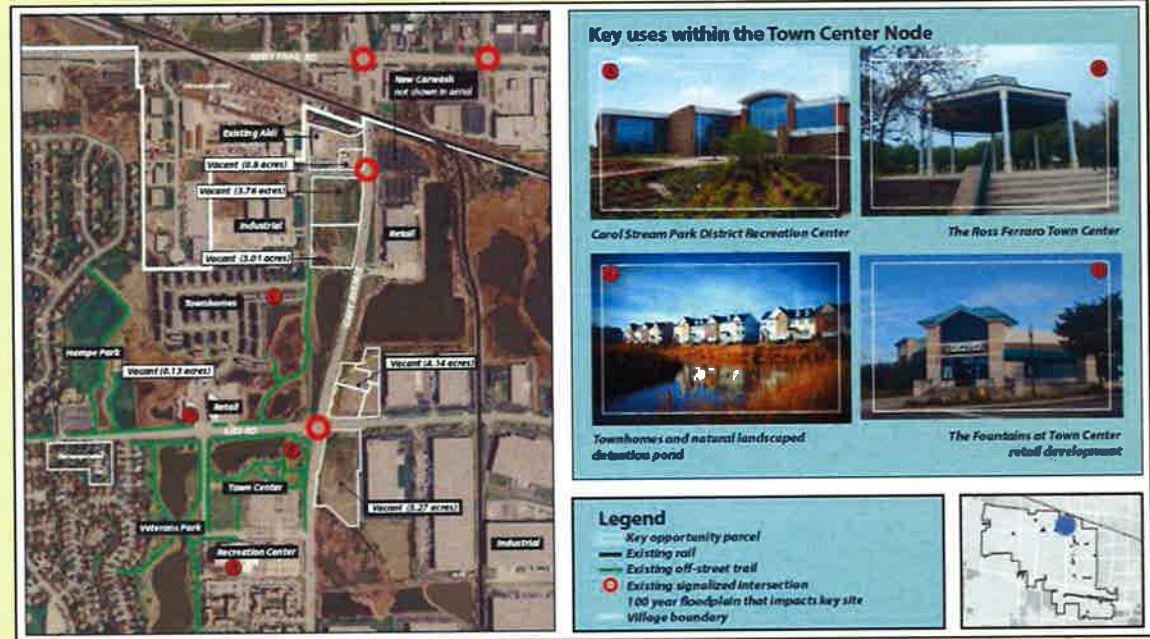 New Carwash
not shown in aerial
Existing Aldi
Vacant (0.8 acres)
Vacant (3.76 acres)
Industrial
Retail
Vacant (3.01 acres)
Townhomes
Hampe Park
Vacant (4.14 acres)
Vacant (0.13 acres)
Retail
Town Center
Veterans Park
Recreation Center
Industrial
Key uses within the Town Center Node
Carol Stream Park District Recreation Center
The Ross Ferraro Town Center
Townhomes and natural landscaped
detention pond
The Fountains at Town Center
retail development
Legend
Key opportunity parcel
Existing rail
Existing off-street trail
Existing signalized intersection
100 year floodplain that impacts key site
Village boundary